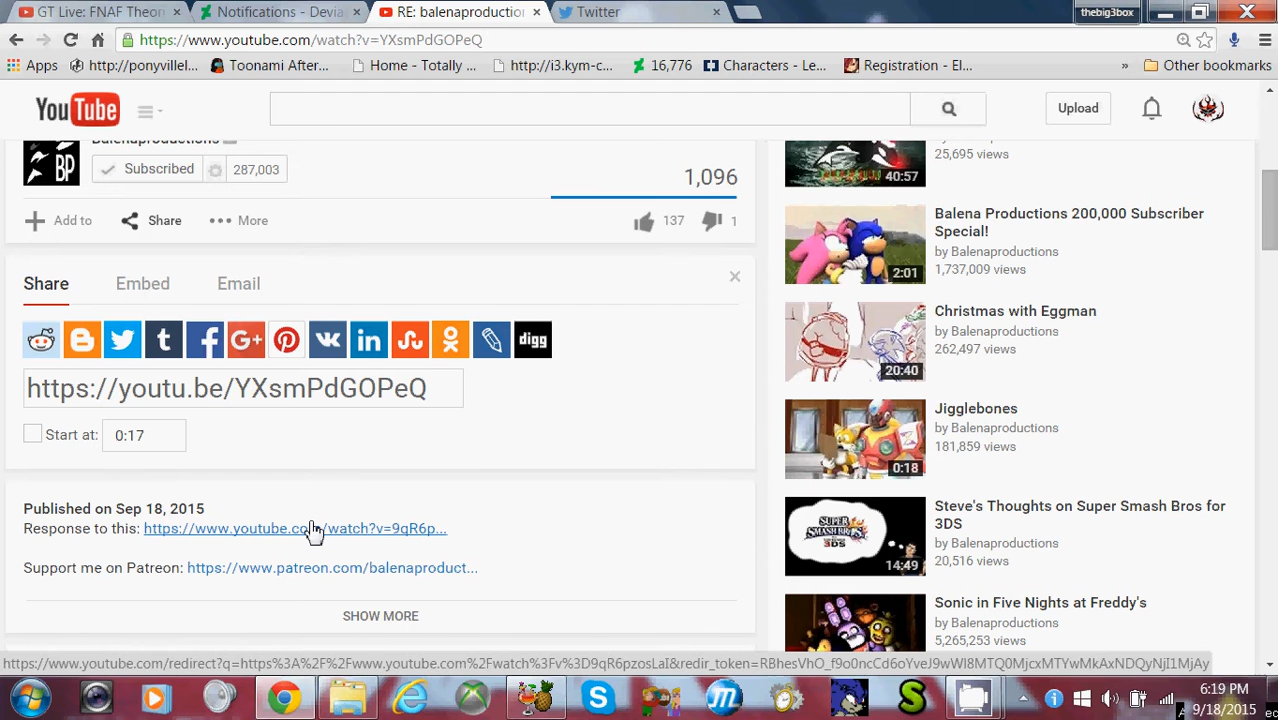 GT Live: FNAF Theor
Notifications - Devia
RE: balenaproductio
Twitter
thebig3box
https://www.youtube.com/watch?v=YXsmPdGOPeQ
Apps
http://ponyvillel...
Toonami After...
Home - Totally ...
http://i3.kym-c...
16,776
Characters - Le...
Registration - El...
»
Other bookmarks
YouTube
Upload
Balenaproductions
BP
Subscribed
287,003
1,096
Add to
Share
More
137
1
Share
Embed
Email
g G+
digg
https://youtu.be/YXsmPdGOPeQ
Start at:
0:17
Published on Sep 18, 2015
Response to this: https://www.youtube.com/watch?v=9qR6p...
Support me on Patreon: https://www.patreon.com/balenaproduct...
SHOW MORE
25,695 views
40:57
Balena Productions 200,000 Subscriber
Special!
by Balenaproductions
1,737,009 views
2:01
Christmas with Eggman
by Balenaproductions
262,497 views
20:40
Jigglebones
by Balenaproductions
181,859 views
0:18
Steve's Thoughts on Super Smash Bros for
3DS
by Balenaproductions
20,516 views
SUPER
SMASH BROS
3DS
14:49
Sonic in Five Nights at Freddy's
by Balenaproductions
5,265,253 views
https://www.youtube.com/redirect?q=https%3A%2F%2Fwww.youtube.com%2Fwatch%3Fv%3D9qR6pzosLaI&redir_token=RBhesVhO_f9o0ncCd6oYveJ9wWl8MTQ0MjcxMTYwMkAxNDQyNjI1MjAy
6:19 PM
9/18/2015